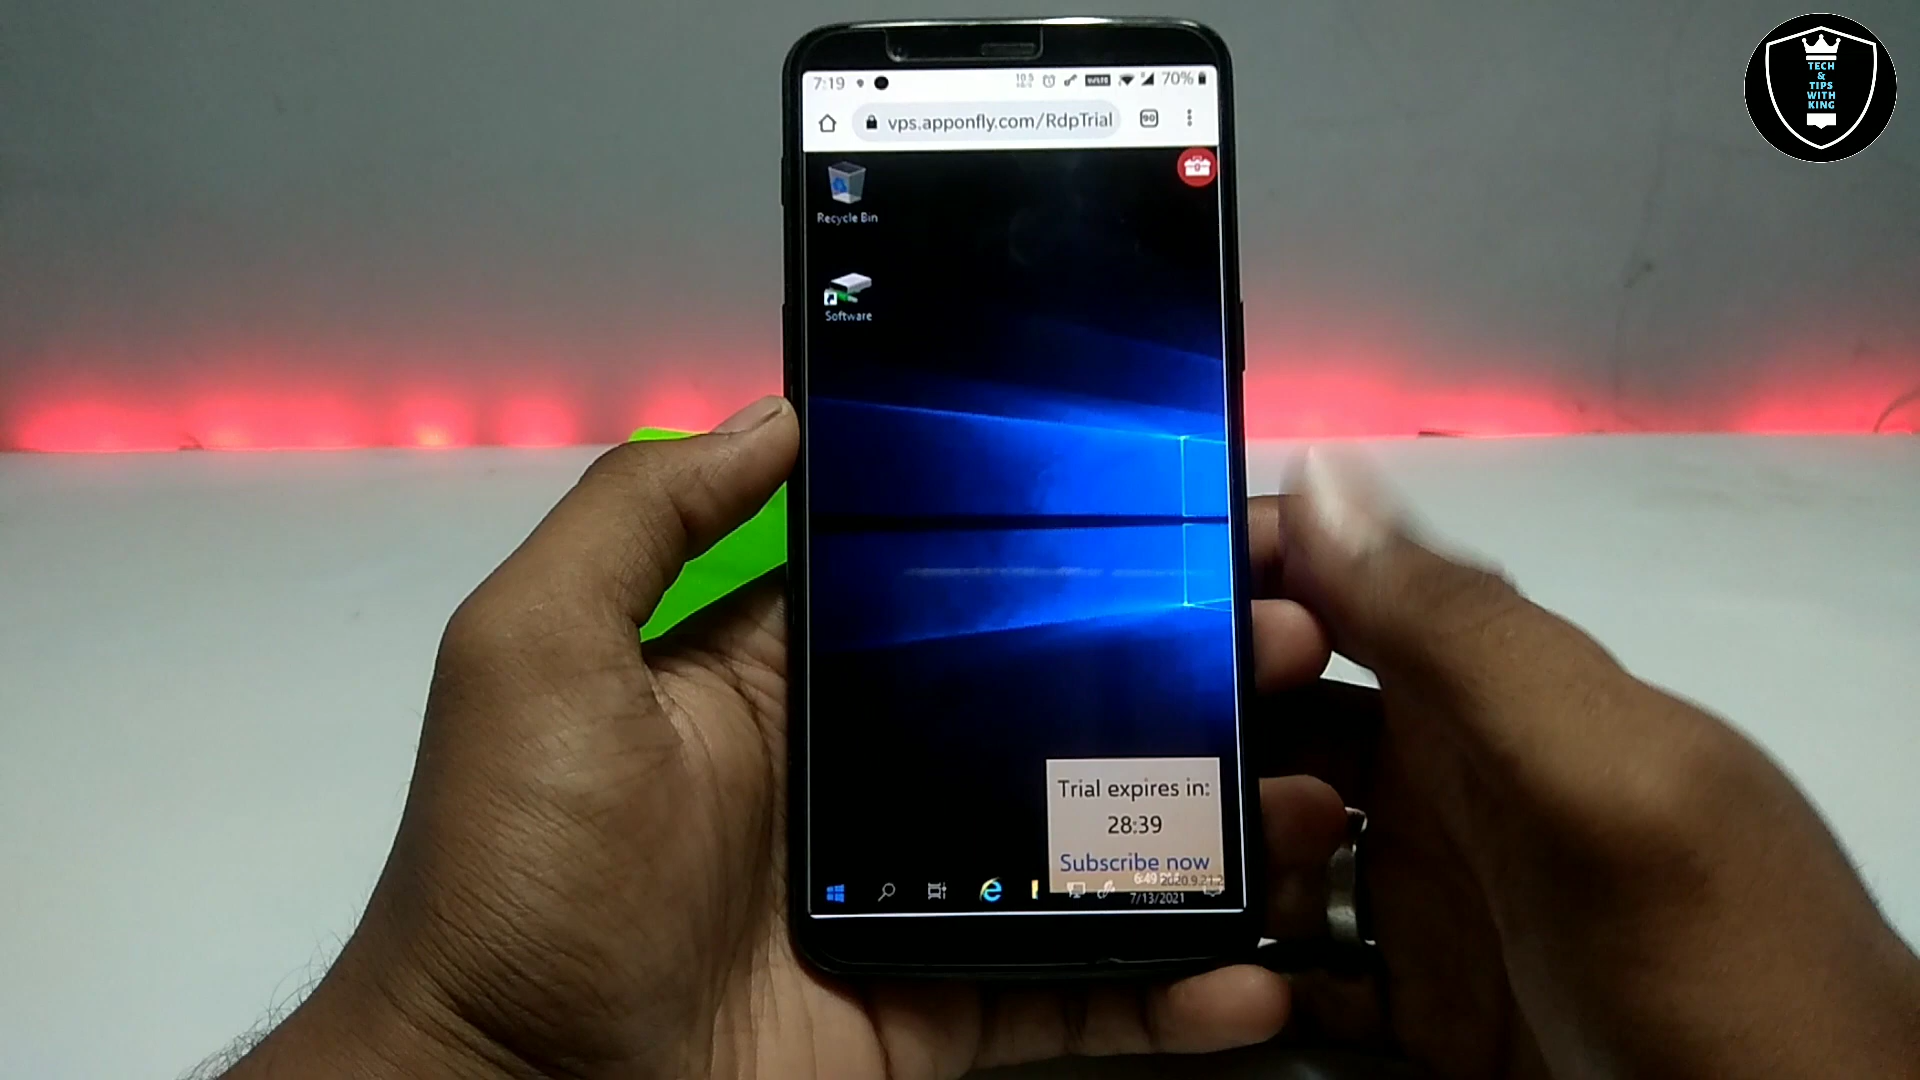 7:19
70%
vps.apponfly.com/RdpTrial
90
Recycle Bin
Software
Trial expires in:
28:39
Subscribe now
7/13/2021
TECH
&
TIPS
WITH
KING